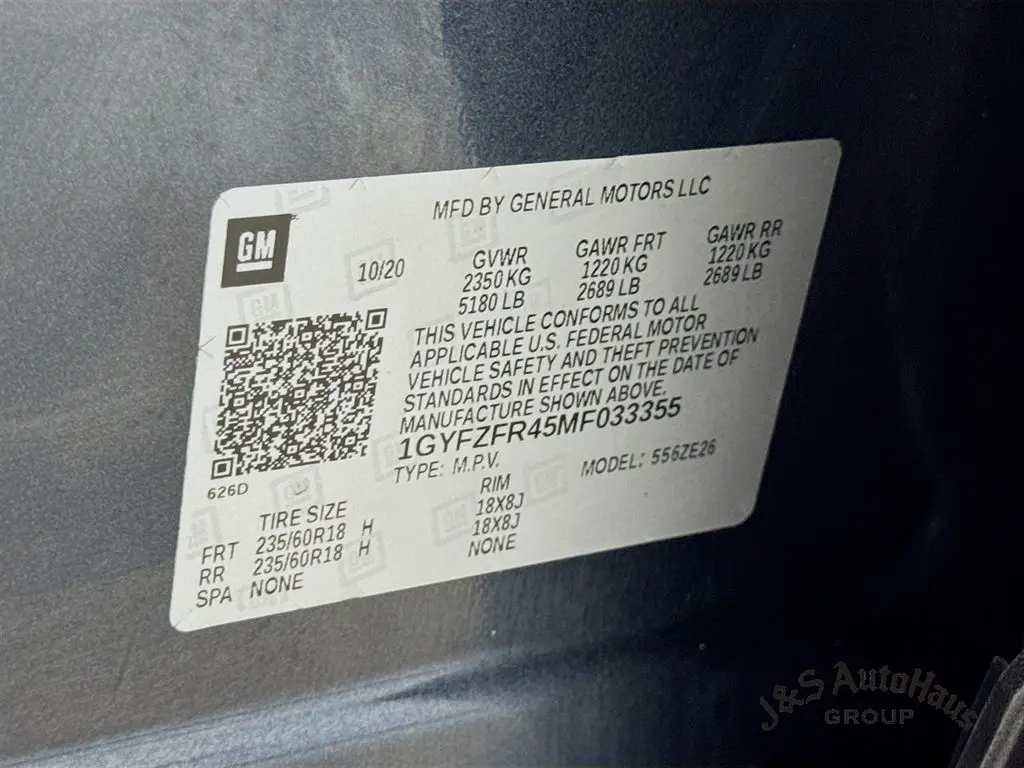 MFD BY GENERAL MOTORS LLC
GM
10/20
GVWR GAWR FRT GAWR RR
2350 KG 1220 KG 1220 KG
5180 LB 2689 LB 2689 LB
THIS VEHICLE CONFORMS TO ALL
APPLICABLE U.S. FEDERAL MOTOR
VEHICLE SAFETY AND THEFT PREVENTION
STANDARDS IN EFFECT ON THE DATE OF
MANUFACTURE SHOWN ABOVE.
1GYFZFR45MF033355
TYPE: M.P.V. MODEL: 556ZE26
626D
TIRE SIZE RIM
FRT 235/60R18 H 18X8J
RR 235/60R18 H 18X8J
SPA NONE NONE
J&S AutoHaus
GROUP